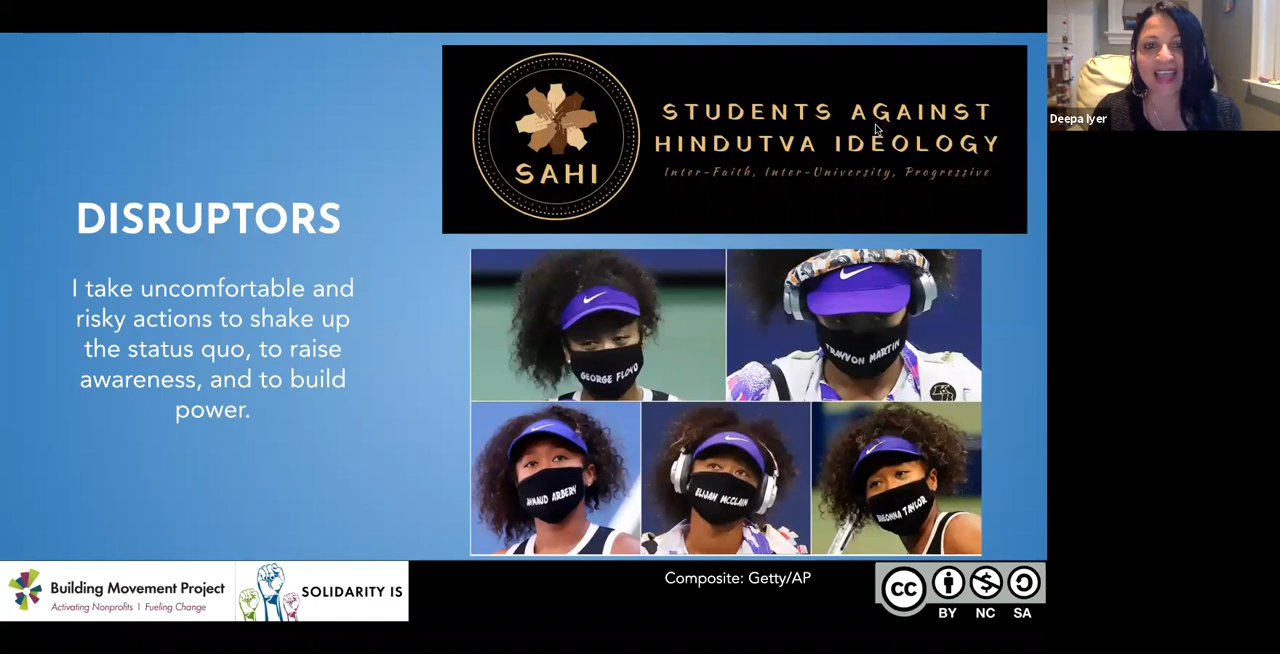 DISRUPTORS
I take uncomfortable and
risky actions to shake up
the status quo, to raise
awareness, and to build
power.
SAHI
STUDENTS AGAINST
HINDUTVA IDEOLOGY
Inter-Faith, Inter-University, Progressive
GEORGE FLOYD
TRAYVON MARTIN
AHMAUD ARBERY
ELIJAH MCCLAIN
BREONNA TAYLOR
Building Movement Project
Activating Nonprofits | Fueling Change
SOLIDARITY IS
Composite: Getty/AP
cc
BY NC SA
Deepa Iyer